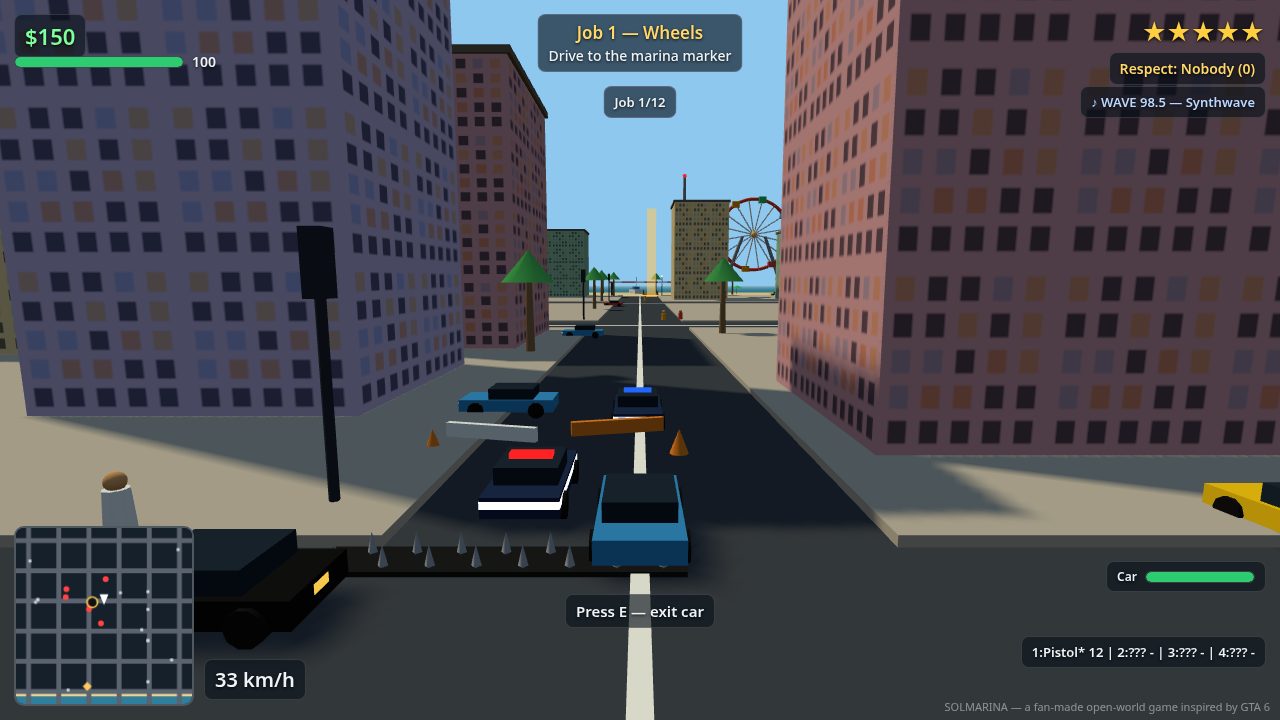 $150
100
Job 1 — Wheels
Drive to the marina marker
Job 1/12
★★★★★
Respect: Nobody (0)
♪ WAVE 98.5 — Synthwave
Press E — exit car
Car
33 km/h
1:Pistol* 12 | 2:??? - | 3:??? - | 4:??? -
SOLMARINA — a fan-made open-world game inspired by GTA 6